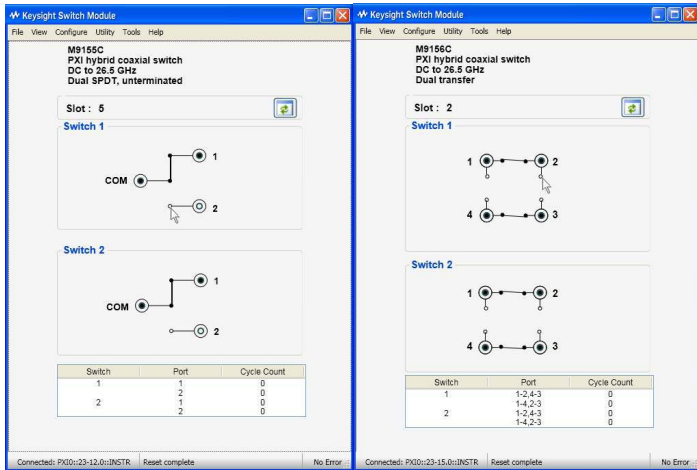 Keysight Switch Module
File View Configure Utility Tools Help
M9155C
PXI hybrid coaxial switch
DC to 26.5 GHz
Dual SPDT, unterminated
Slot : 5
Switch 1
1
COM
2
Switch 2
1
COM
2
Switch Port Cycle Count
1 1 0
2 0
2 1 0
2 0
Connected: PXI0::23-12.0::INSTR Reset complete No Error
Keysight Switch Module
File View Configure Utility Tools Help
M9156C
PXI hybrid coaxial switch
DC to 26.5 GHz
Dual transfer
Slot : 2
Switch 1
1 2
4 3
Switch 2
1 2
4 3
Switch Port Cycle Count
1 1-2,4-3 0
1-4,2-3 0
2 1-2,4-3 0
1-4,2-3 0
Connected: PXI0::23-15.0::INSTR Reset complete No Error